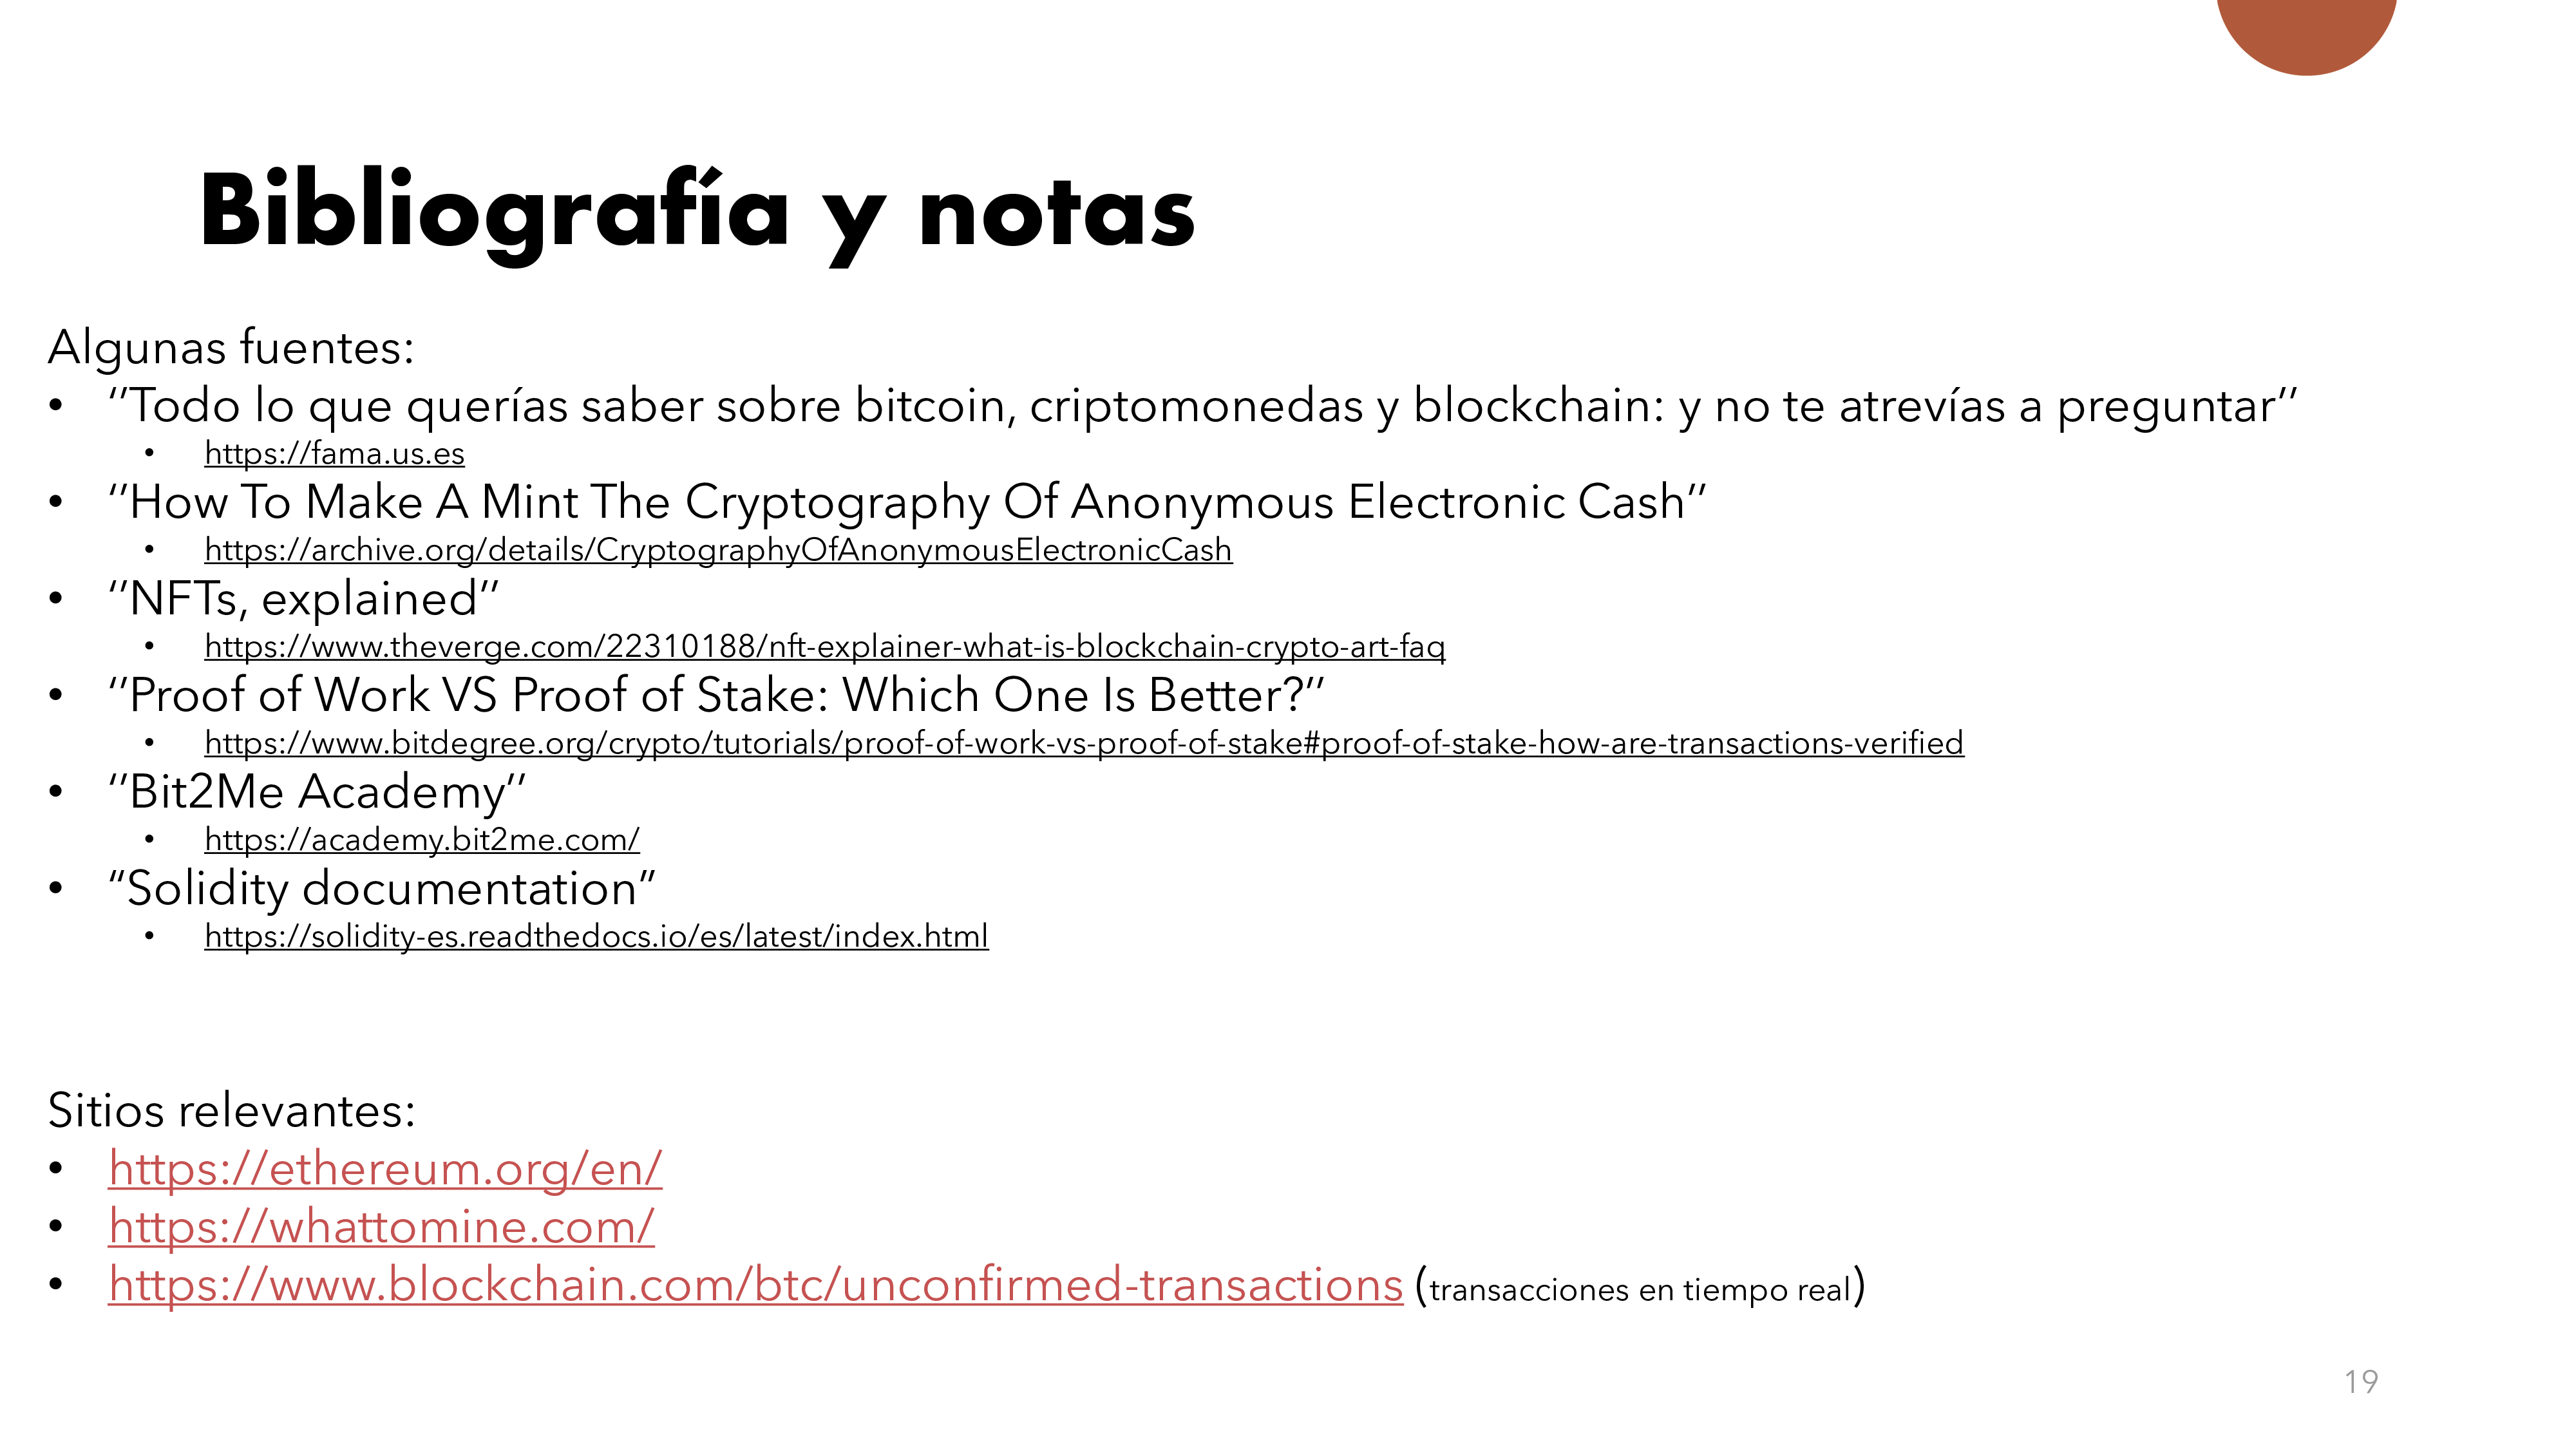 Bibliografía y notas
Algunas fuentes:
• ‘’Todo lo que querías saber sobre bitcoin, criptomonedas y blockchain: y no te atrevías a preguntar’’
• https://fama.us.es
• ‘’How To Make A Mint The Cryptography Of Anonymous Electronic Cash’’
• https://archive.org/details/CryptographyOfAnonymousElectronicCash
• ‘’NFTs, explained’’
• https://www.theverge.com/22310188/nft-explainer-what-is-blockchain-crypto-art-faq
• ‘’Proof of Work VS Proof of Stake: Which One Is Better?’’
• https://www.bitdegree.org/crypto/tutorials/proof-of-work-vs-proof-of-stake#proof-of-stake-how-are-transactions-verified
• ‘’Bit2Me Academy’’
• https://academy.bit2me.com/
• “Solidity documentation”
• https://solidity-es.readthedocs.io/es/latest/index.html
Sitios relevantes:
• https://ethereum.org/en/
• https://whattomine.com/
• https://www.blockchain.com/btc/unconfirmed-transactions (transacciones en tiempo real)
19